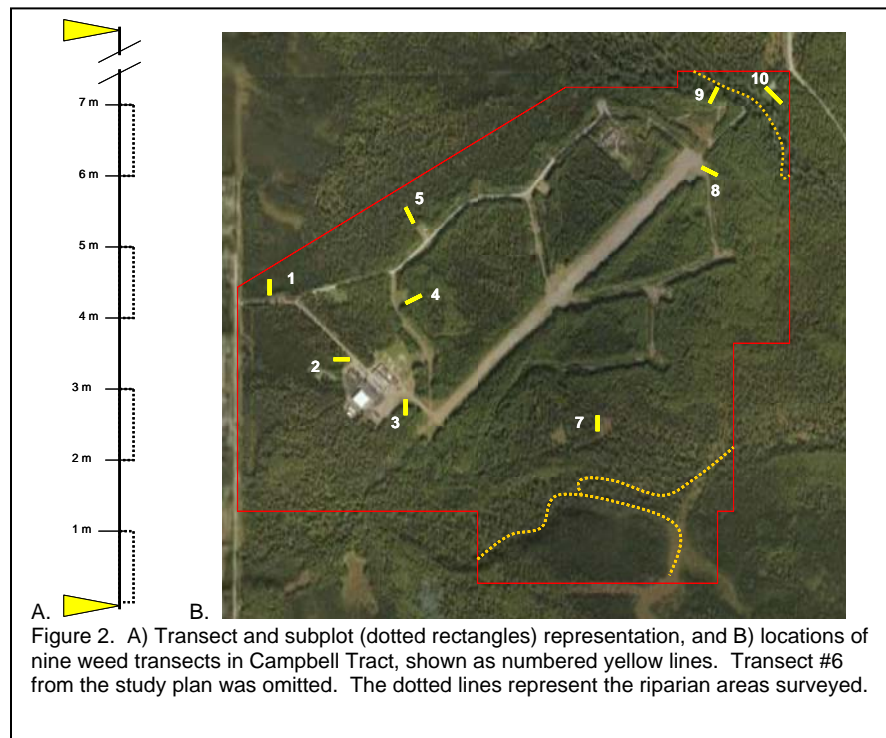 7 m
6 m
5 m
4 m
3 m
2 m
1 m
A.
B.
10
9
8
5
1
4
2
3
7
Figure 2. A) Transect and subplot (dotted rectangles) representation, and B) locations of
nine weed transects in Campbell Tract, shown as numbered yellow lines. Transect #6
from the study plan was omitted. The dotted lines represent the riparian areas surveyed.